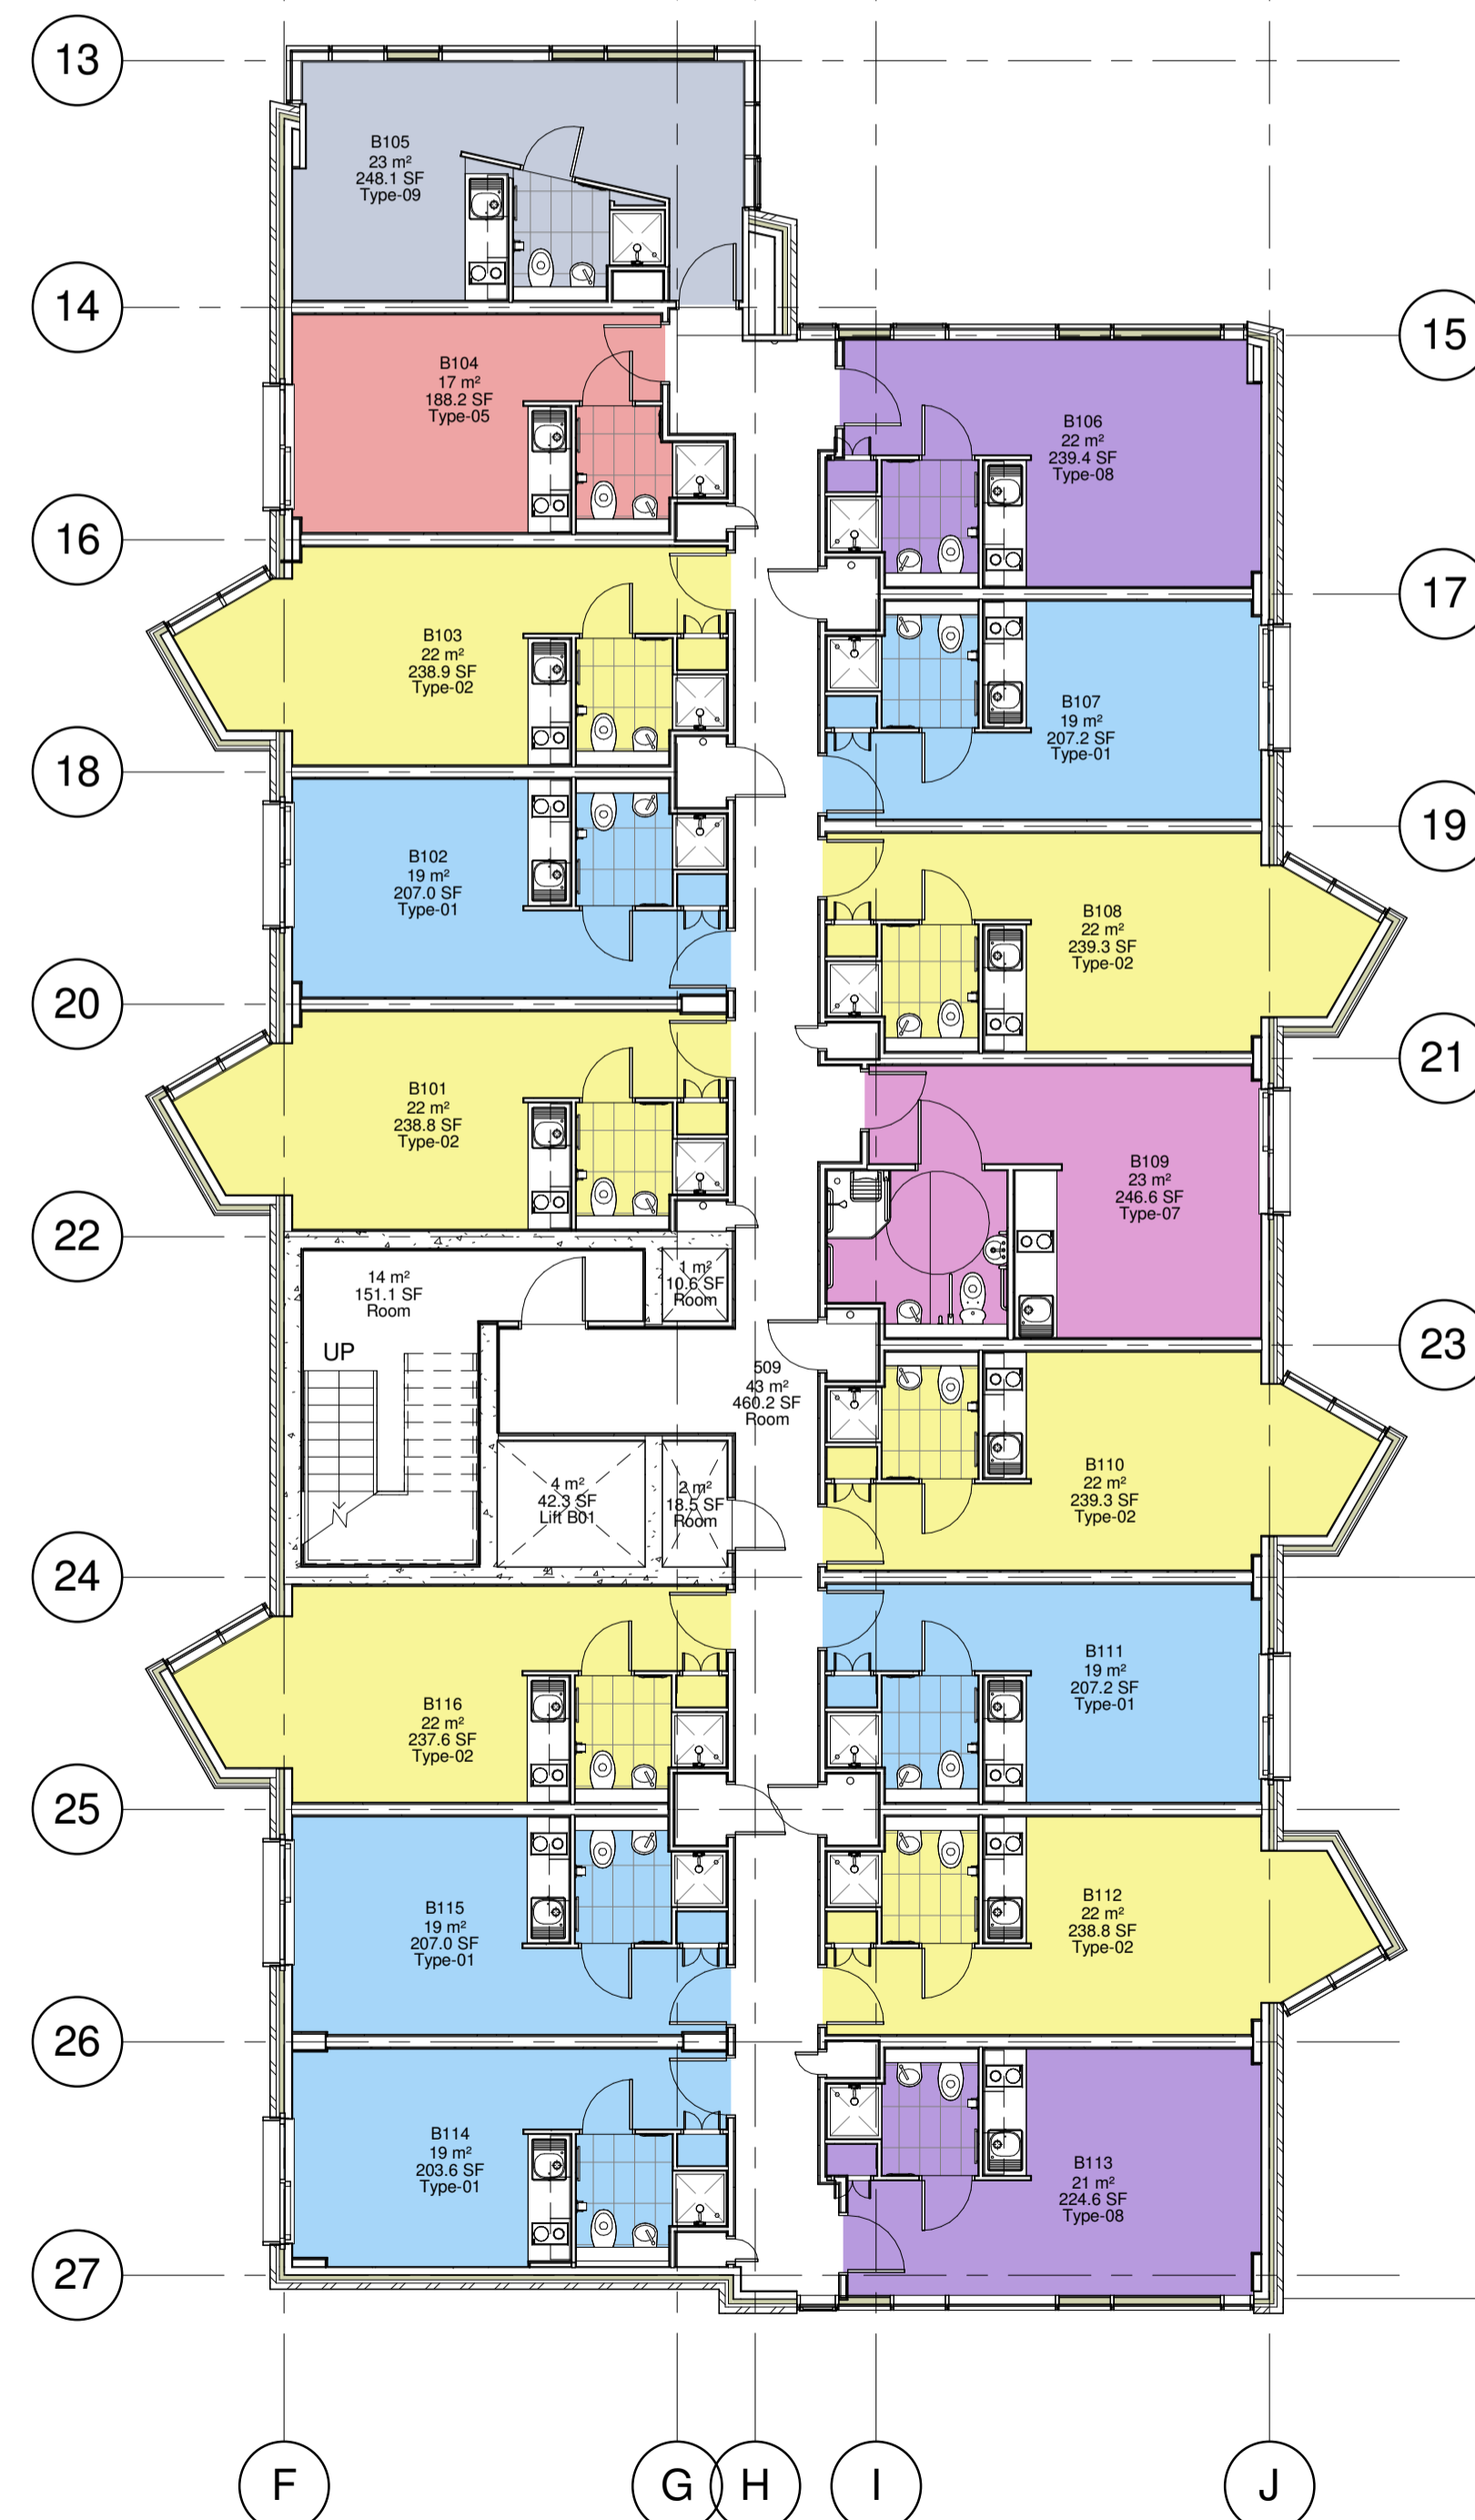 13
B105
23 m²
248.1 SF
Type-09
14
15
B104
17 m²
188.2 SF
Type-05
B106
22 m²
239.4 SF
Type-08
16
17
B103
22 m²
238.9 SF
Type-02
B107
19 m²
207.2 SF
Type-01
18
19
B102
19 m²
207.0 SF
Type-01
B108
22 m²
239.3 SF
Type-02
20
21
B101
22 m²
238.8 SF
Type-02
B109
23 m²
246.6 SF
Type-07
22
23
14 m²
151.1 SF
Room
1 m²
10.6 SF
Room
UP
509
43 m²
460.2 SF
Room
4 m²
42.3 SF
Lift B01
2 m²
18.5 SF
Room
B110
22 m²
239.3 SF
Type-02
24
B116
22 m²
237.6 SF
Type-02
B111
19 m²
207.2 SF
Type-01
25
B115
19 m²
207.0 SF
Type-01
B112
22 m²
238.8 SF
Type-02
26
B114
19 m²
203.6 SF
Type-01
B113
21 m²
224.6 SF
Type-08
27
F
G
H
I
J